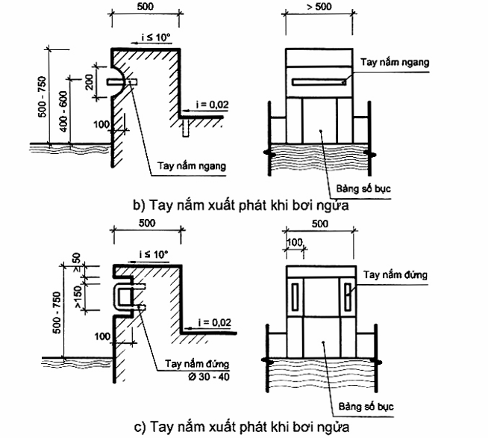 500
> 500
i ≤ 10°
Tay nắm ngang
500 - 750
400 - 600
200
i = 0,02
100
Tay nắm ngang
Bảng số bục
b) Tay nắm xuất phát khi bơi ngửa
500
500
i ≤ 10°
100
≥ 50
Tay nắm đứng
500 - 750
>150
i = 0,02
100
Tay nắm đứng
Ø 30 - 40
Bảng số bục
c) Tay nắm xuất phát khi bơi ngửa